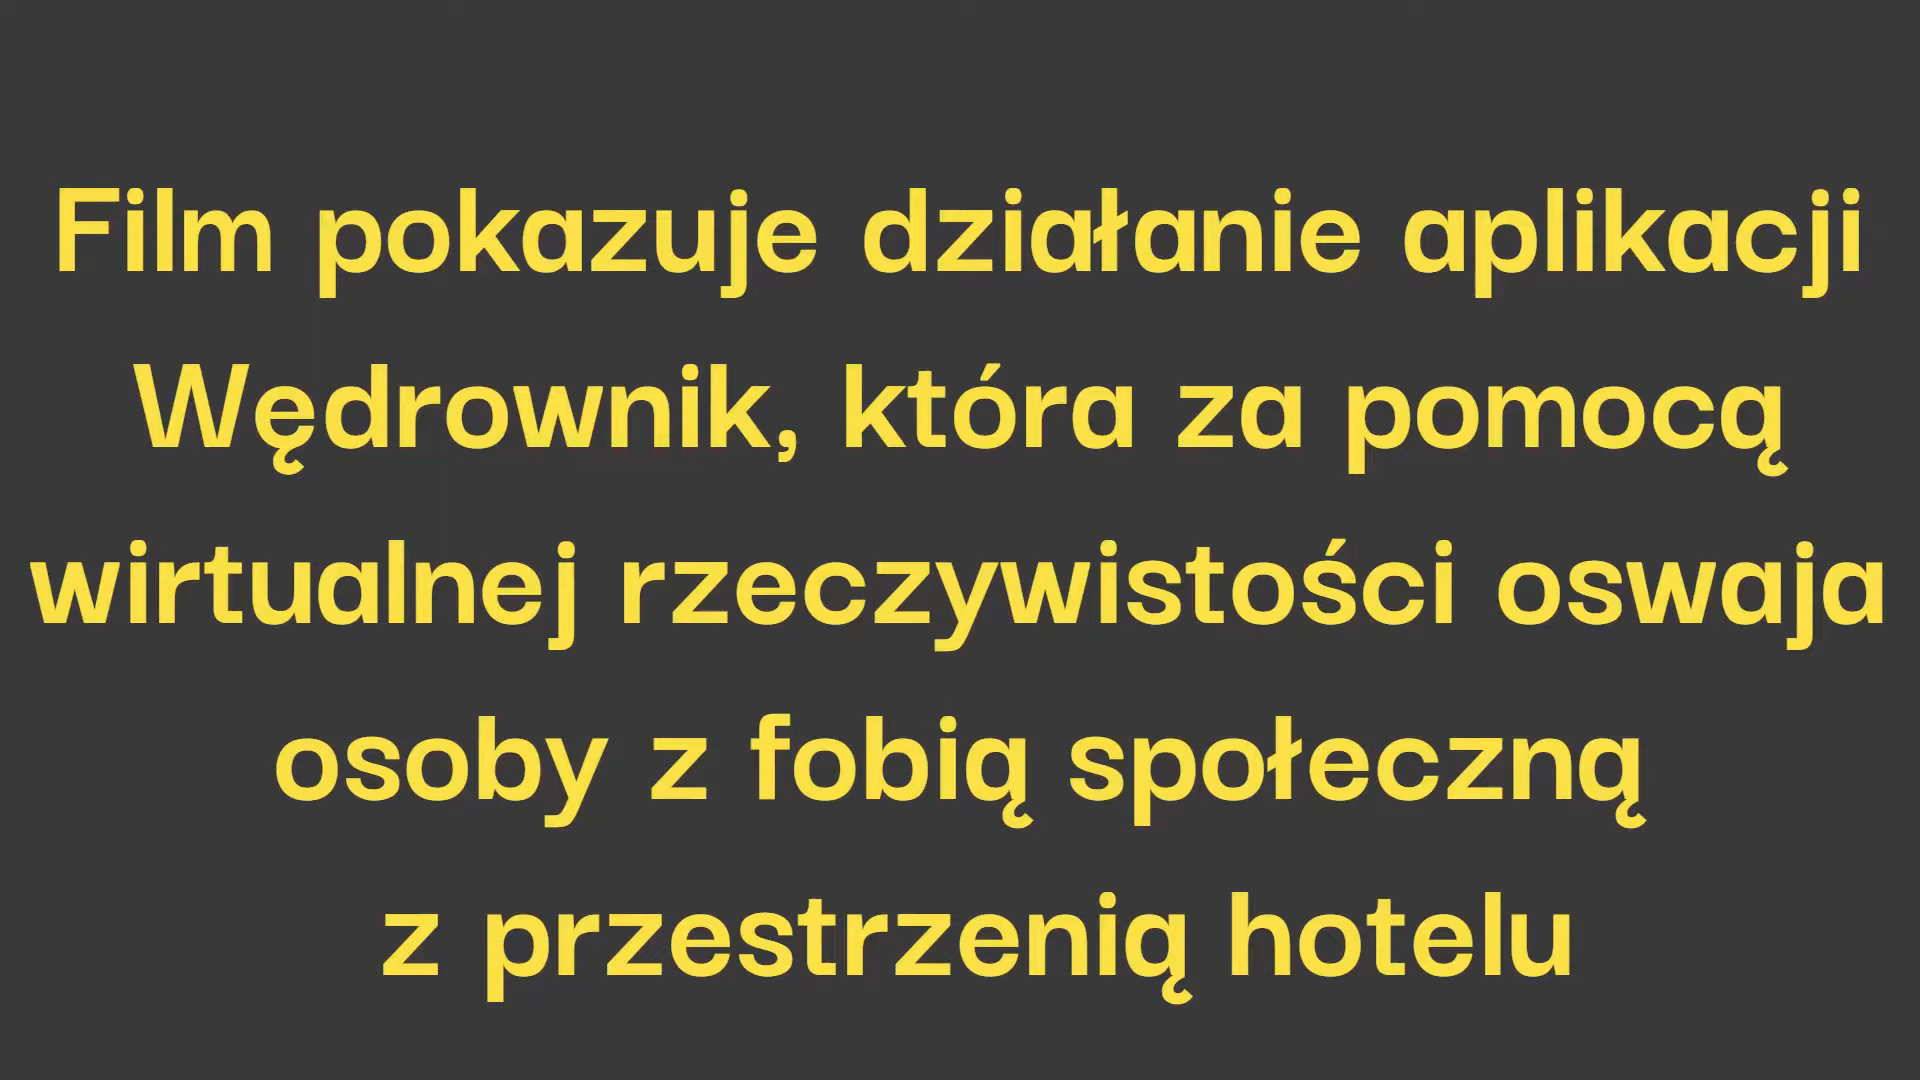 Film pokazuje działanie aplikacji
Wędrownik, która za pomocą
wirtualnej rzeczywistości oswaja
osoby z fobią społeczną
z przestrzenią hotelu